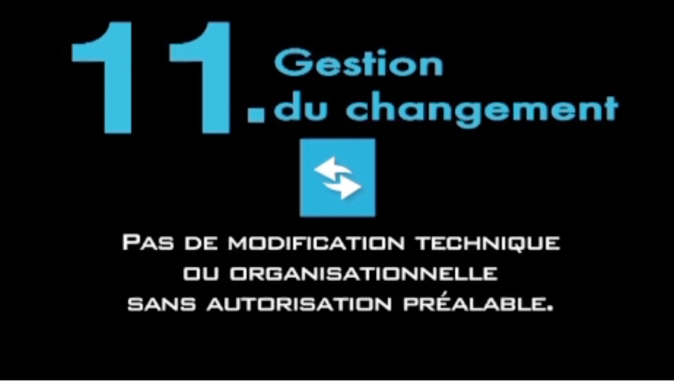 11. Gestion
du changement
PAS DE MODIFICATION TECHNIQUE
OU ORGANISATIONNELLE
SANS AUTORISATION PRÉALABLE.